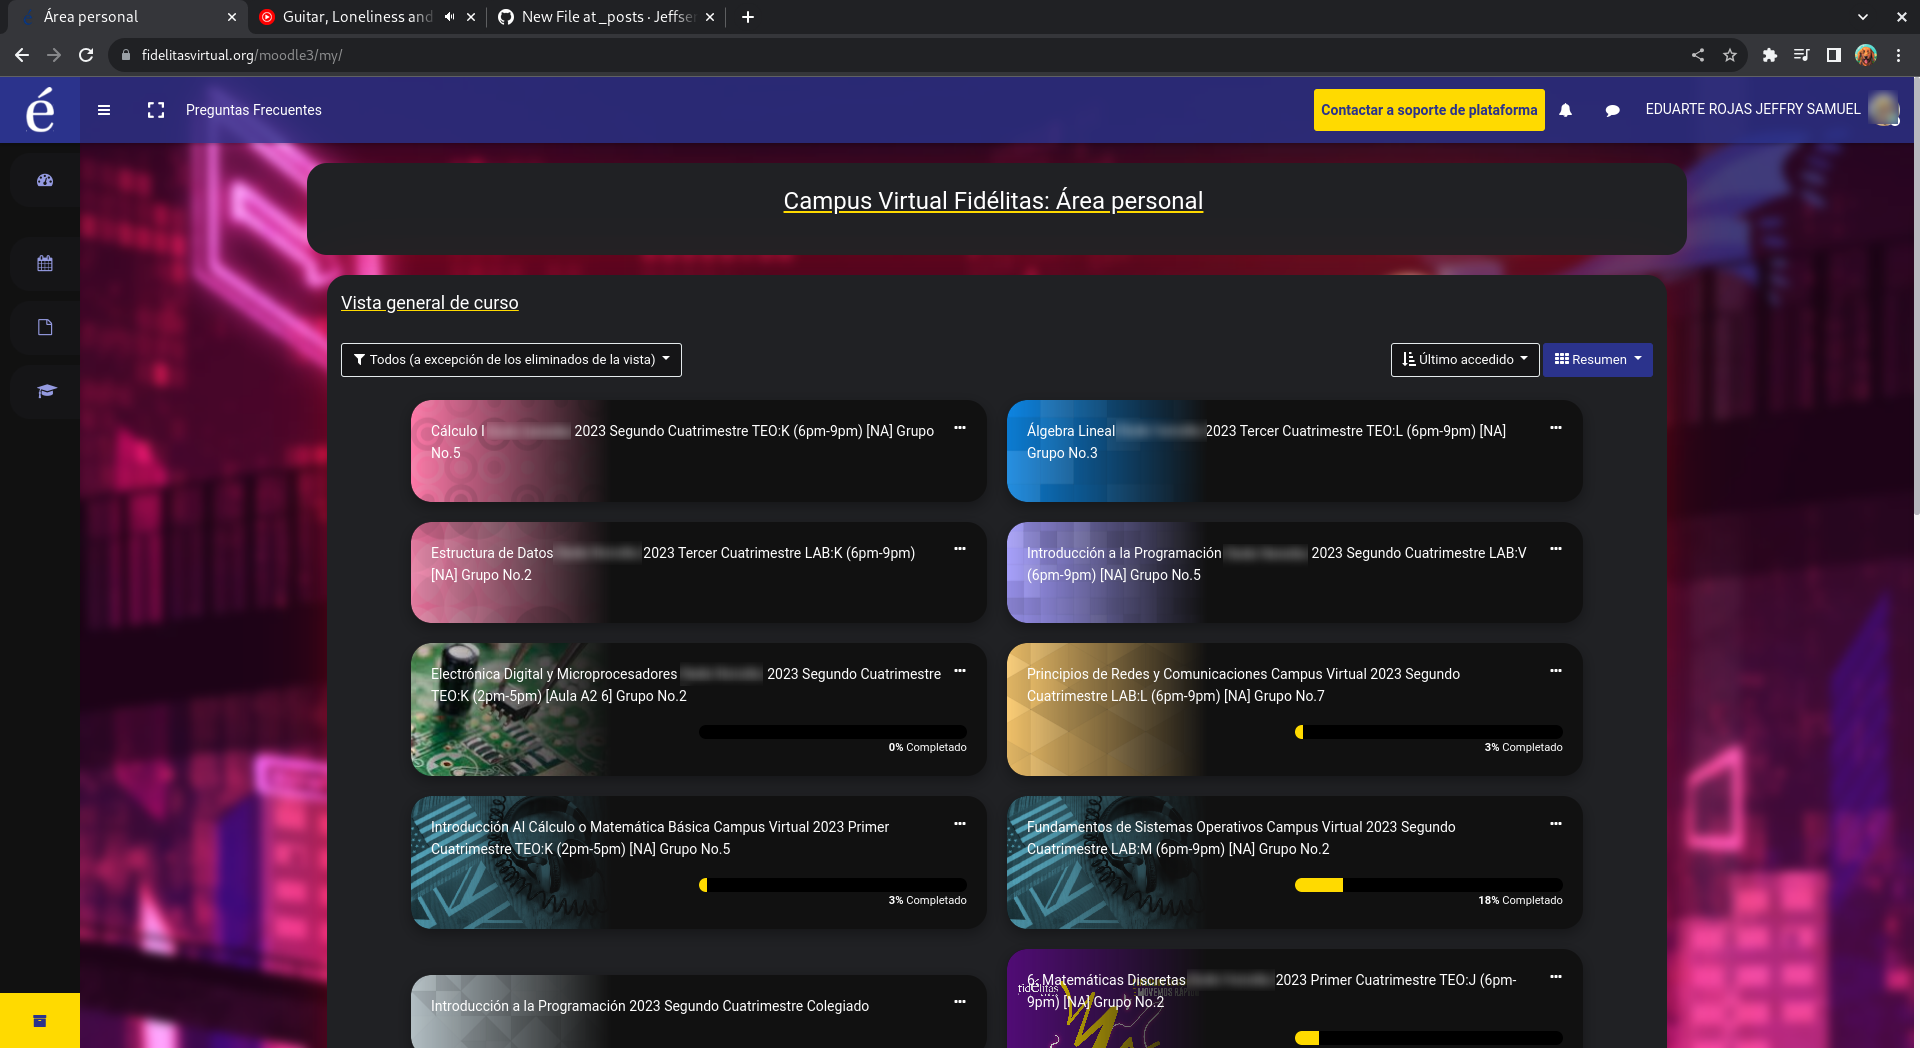 Área personal
Guitar, Loneliness and
New File at _posts · Jeffser
fidelitasvirtual.org/moodle3/my/
é
Preguntas Frecuentes
Contactar a soporte de plataforma
EDUARTE ROJAS JEFFRY SAMUEL
Campus Virtual Fidélitas: Área personal
Vista general de curso
Todos (a excepción de los eliminados de la vista)
Último accedido
Resumen
Cálculo I 2023 Segundo Cuatrimestre TEO:K (6pm-9pm) [NA] Grupo
No.5
Álgebra Lineal 2023 Tercer Cuatrimestre TEO:L (6pm-9pm) [NA]
Grupo No.3
Estructura de Datos 2023 Tercer Cuatrimestre LAB:K (6pm-9pm)
[NA] Grupo No.2
Introducción a la Programación 2023 Segundo Cuatrimestre LAB:V
(6pm-9pm) [NA] Grupo No.5
Electrónica Digital y Microprocesadores 2023 Segundo Cuatrimestre
TEO:K (2pm-5pm) [Aula A2 6] Grupo No.2
0% Completado
Principios de Redes y Comunicaciones Campus Virtual 2023 Segundo
Cuatrimestre LAB:L (6pm-9pm) [NA] Grupo No.7
3% Completado
Introducción Al Cálculo o Matemática Básica Campus Virtual 2023 Primer
Cuatrimestre TEO:K (2pm-5pm) [NA] Grupo No.5
3% Completado
Fundamentos de Sistemas Operativos Campus Virtual 2023 Segundo
Cuatrimestre LAB:M (6pm-9pm) [NA] Grupo No.2
18% Completado
Introducción a la Programación 2023 Segundo Cuatrimestre Colegiado
6- Matemáticas Discretas 2023 Primer Cuatrimestre TEO:J (6pm-
9pm) [NA] Grupo No.2
fidélitas